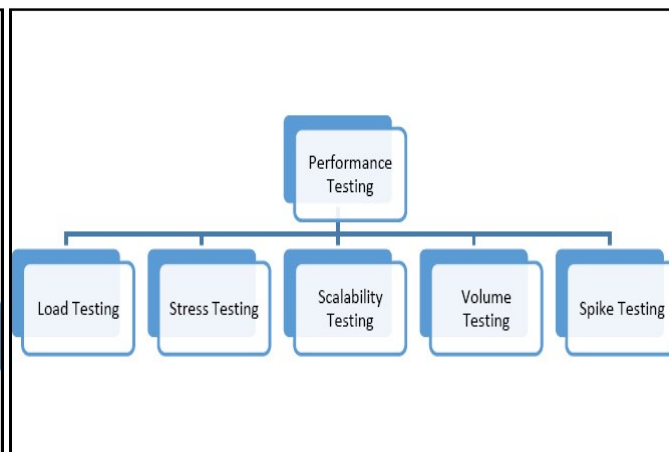 Performance
Testing
Load Testing
Stress Testing
Scalability
Testing
Volume
Testing
Spike Testing